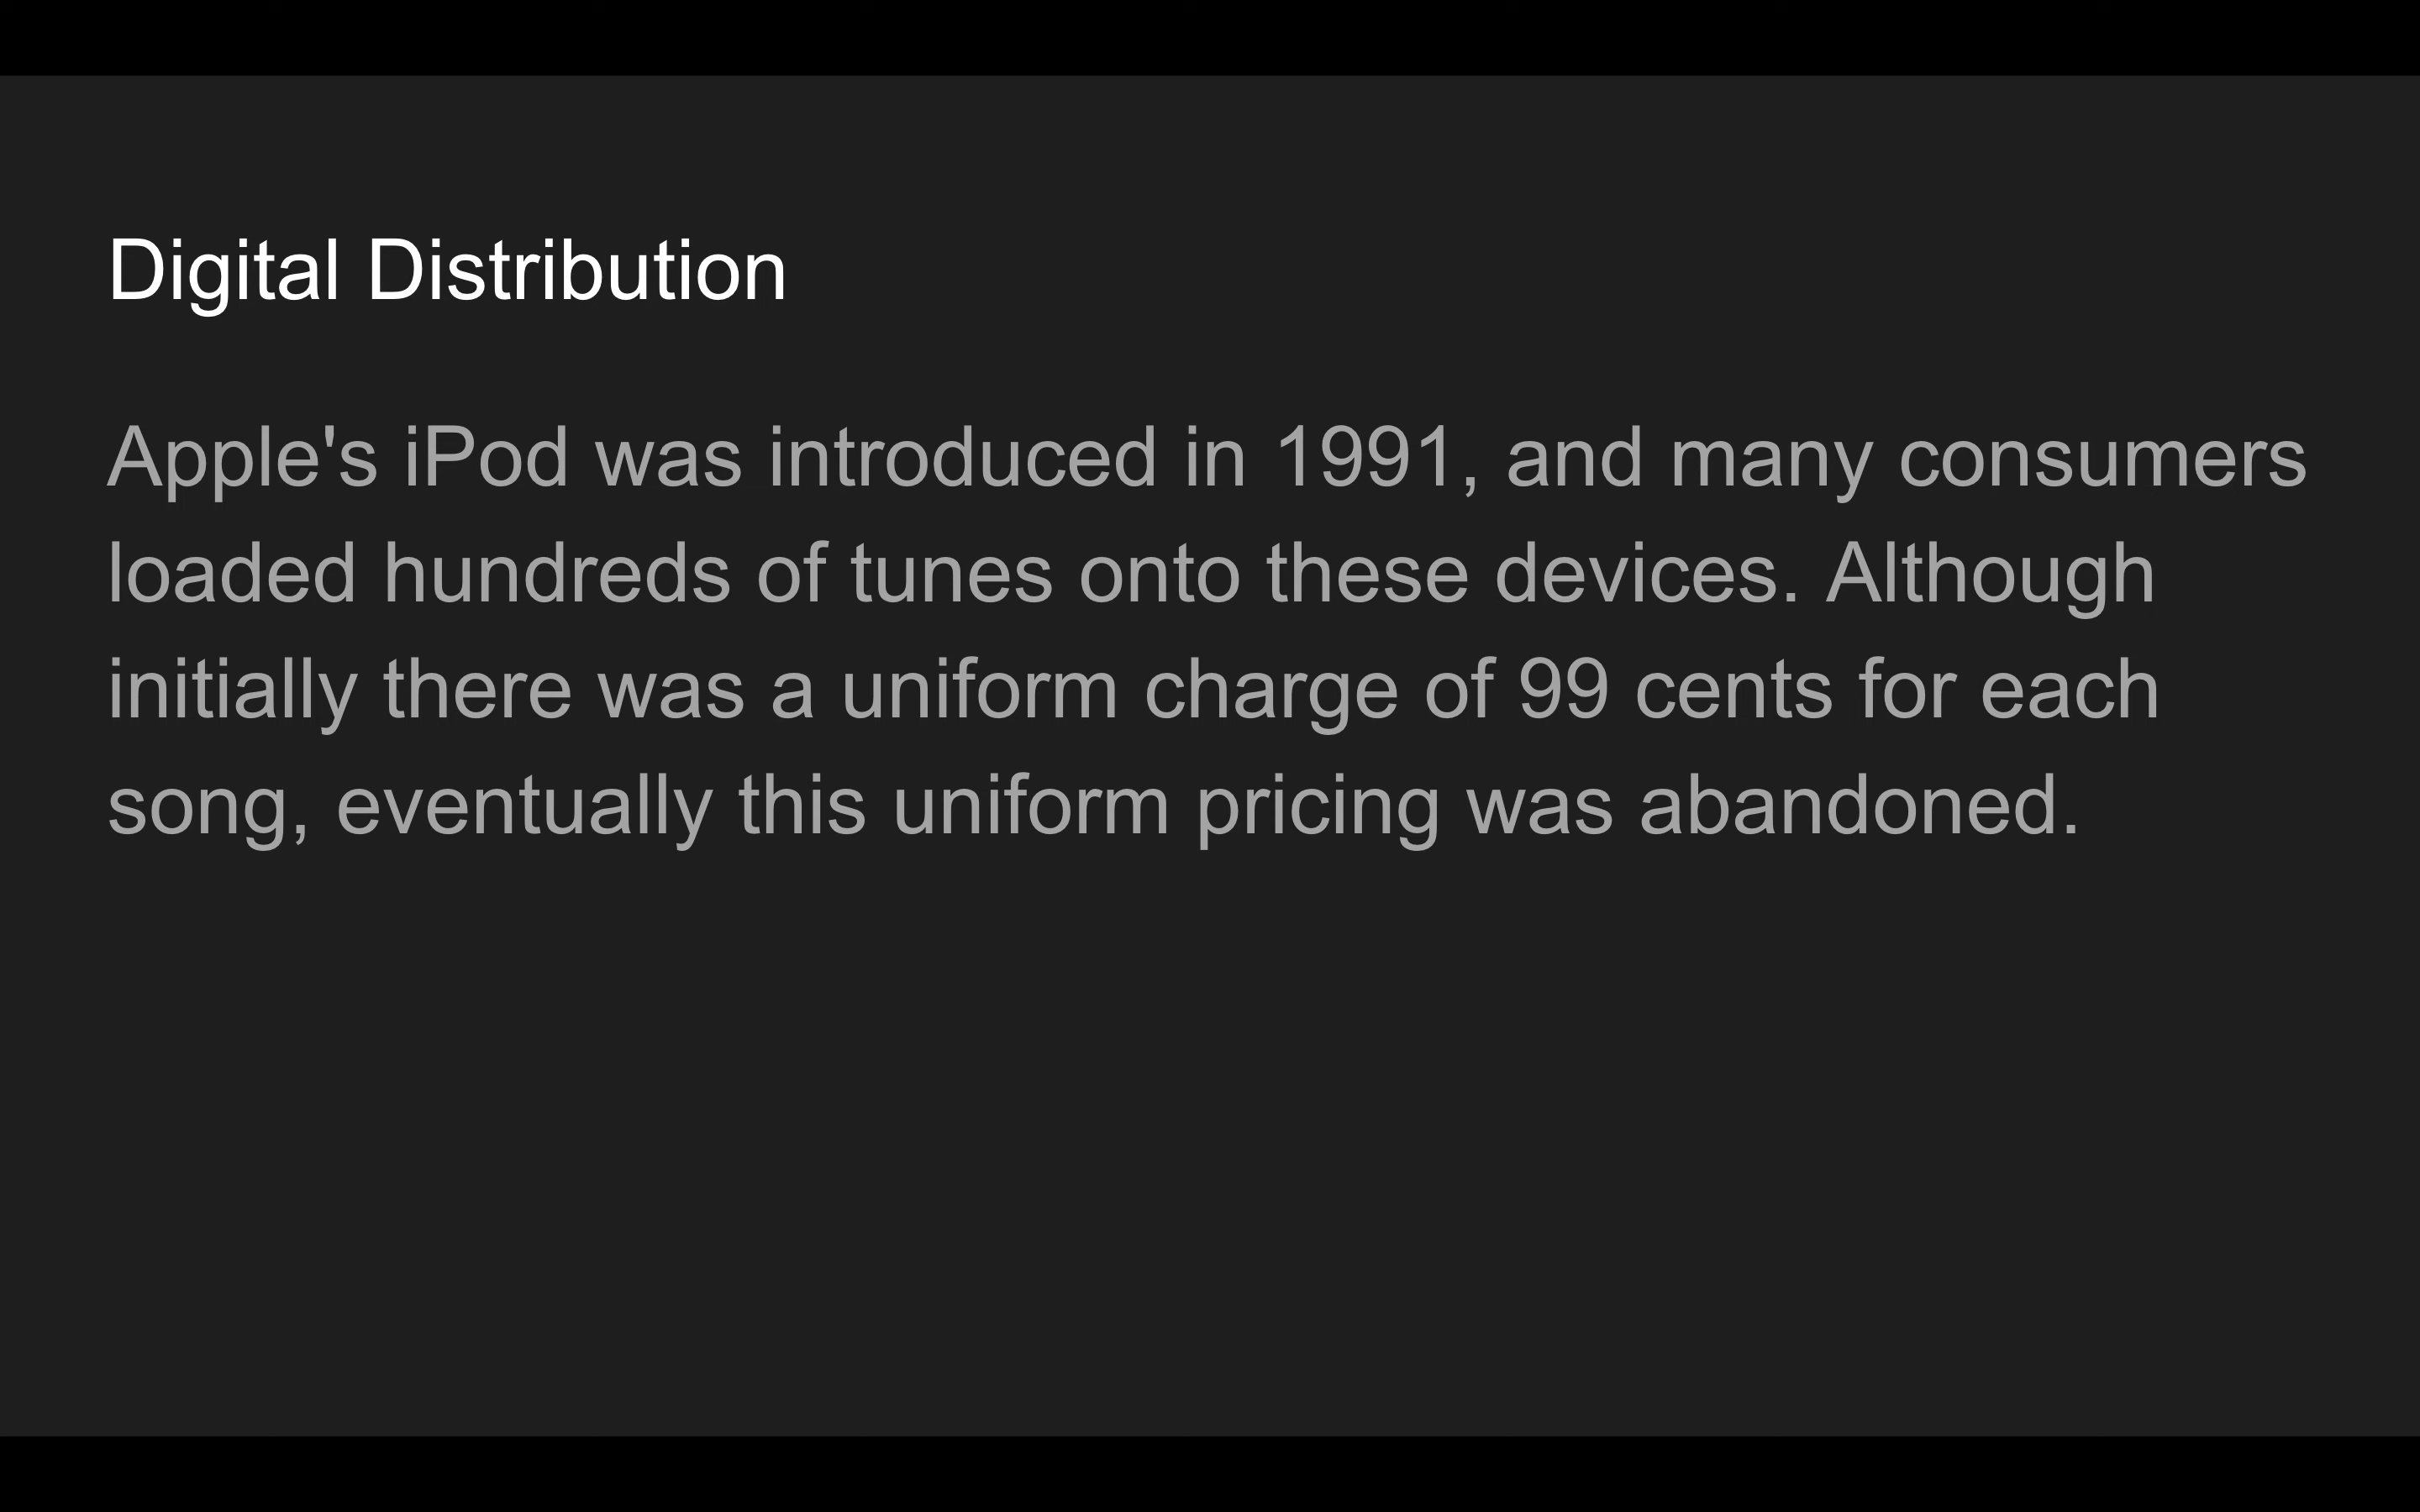 Digital Distribution
Apple's iPod was introduced in 1991, and many consumers
loaded hundreds of tunes onto these devices. Although
initially there was a uniform charge of 99 cents for each
song, eventually this uniform pricing was abandoned.